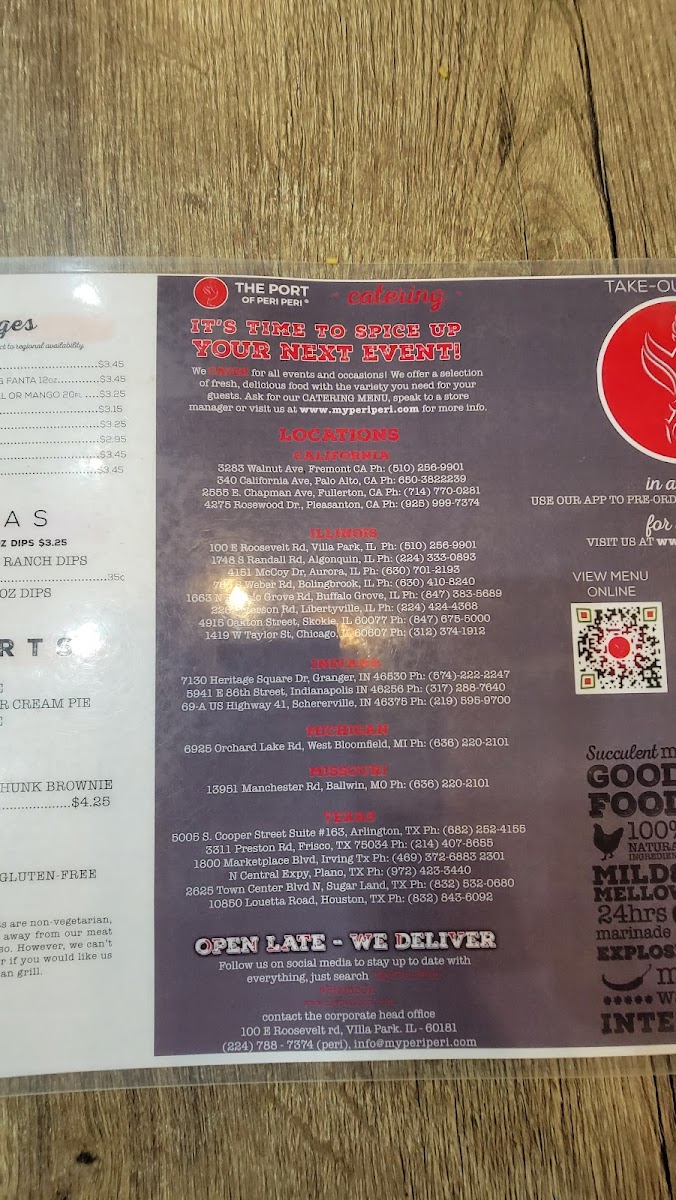 ges
ct to regional availability
$3.45
FANTA 12oz $3.45
L OR MANGO 20FL $3.25
$3.15
$3.25
$2.95
$3.45
$3.45
AS
OZ DIPS $3.25
RANCH DIPS
35¢
OZ DIPS
RTS
E
R CREAM PIE
E
HUNK BROWNIE
$4.25
GLUTEN-FREE
ts are non-vegetarian,
away from our meat
so. However, we can't
r if you would like us
an grill.
THE PORT
OF PERI PERI®
catering
IT'S TIME TO SPICE UP
YOUR NEXT EVENT!
We CATER for all events and occasions! We offer a selection
of fresh, delicious food with the variety you need for your
guests. Ask for our CATERING MENU, speak to a store
manager or visit us at www.myperiperi.com for more info.
LOCATIONS
CALIFORNIA
3283 Walnut Ave, Fremont CA Ph: (510) 256-9901
340 California Ave, Palo Alto, CA Ph: 650-3822239
2555 E. Chapman Ave, Fullerton, CA Ph: (714) 770-0281
4275 Rosewood Dr., Pleasanton, CA Ph: (925) 999-7374
ILLINOIS
100 E Roosevelt Rd, Villa Park, IL Ph: (510) 256-9901
1748 S Randall Rd, Algonquin, IL Ph: (224) 333-0893
4151 McCoy Dr, Aurora, IL Ph: (630) 701-2193
Weber Rd, Bolingbrook, IL Ph: (630) 410-8240
1663 N Grove Rd, Buffalo Grove, IL Ph: (847) 383-5689
Rd, Libertyville, IL Ph: (224) 424-4368
4915 Oakton Street, Skokie, IL 60077 Ph: (847) 675-5000
1419 W Taylor St, Chicago, IL 60607 Ph: (312) 374-1912
INDIANA
7130 Heritage Square Dr, Granger, IN 46530 Ph: (574)-222-2247
5941 E 86th Street, Indianapolis IN 46256 Ph: (317) 288-7640
69-A US Highway 41, Schererville, IN 46375 Ph: (219) 595-9700
MICHIGAN
6925 Orchard Lake Rd, West Bloomfield, MI Ph: (636) 220-2101
MISSOURI
13951 Manchester Rd, Ballwin, MO Ph: (636) 220-2101
TEXAS
5005 S. Cooper Street Suite #163, Arlington, TX Ph: (682) 252-4155
3311 Preston Rd, Frisco, TX 75034 Ph: (214) 407-8655
1800 Marketplace Blvd, Irving Tx Ph: (469) 372-6883 2301
N Central Expy, Plano, TX Ph: (972) 423-3440
2625 Town Center Blvd N, Sugar Land, TX Ph: (832) 532-0680
10850 Louetta Road, Houston, TX Ph: (832) 843-6092
OPEN LATE - WE DELIVER
Follow us on social media to stay up to date with
everything, just search
contact the corporate head office
100 E Roosevelt rd, VIlla Park. IL - 60181
(224) 788 - 7374 (peri), info@myperiperi.com
TAKE-OU
in a
USE OUR APP TO PRE-ORD
for
VISIT US AT ww
VIEW MENU
ONLINE
Succulent m
GOOD
FOOD
100%
NATURA
INGREDIEN
MILD&
MELLOW
24hrs
marinade
EXPLOS
m
wa
INTE